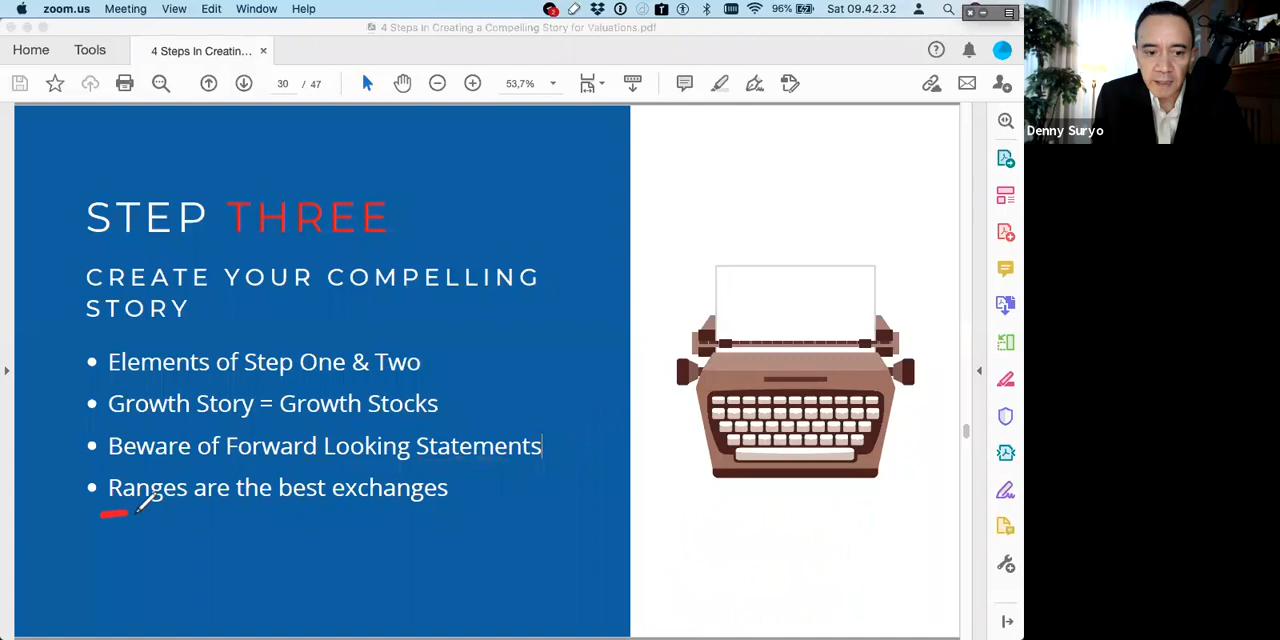 zoom.us Meeting View Edit Window Help
2
96% Sat 09.42.32
4 Steps In Creating a Compelling Story for Valuations.pdf
Home Tools 4 Steps In Creatin... ×
30 / 47 53,7%
Denny Suryo
STEP THREE
CREATE YOUR COMPELLING
STORY
• Elements of Step One & Two
• Growth Story = Growth Stocks
• Beware of Forward Looking Statements
• Ranges are the best exchanges